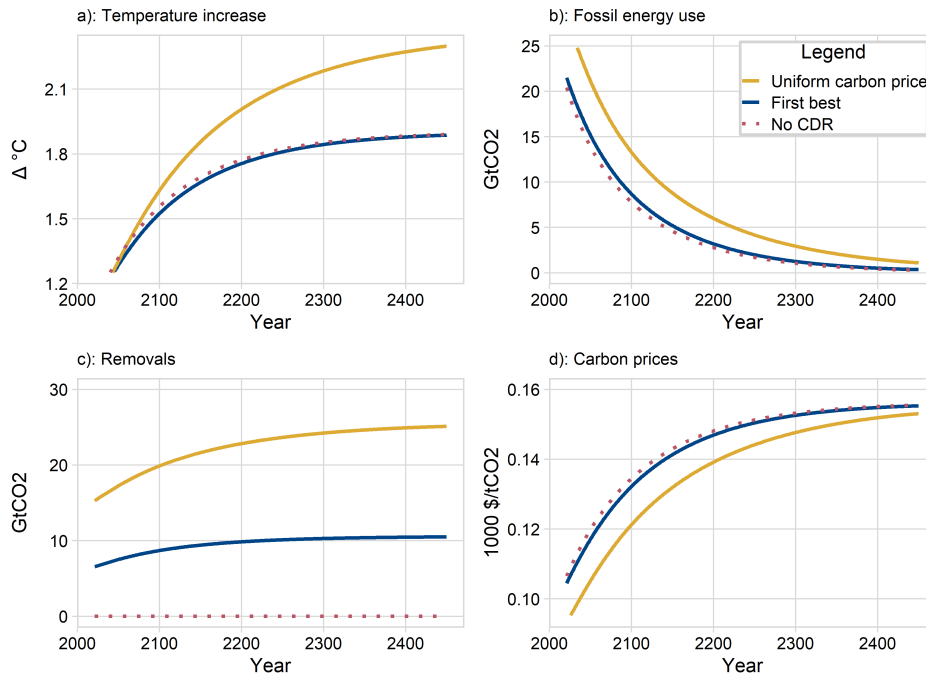 a): Temperature increase
2.1
1.8
1.5
1.2
Δ °C
2000 2100 2200 2300 2400
Year
b): Fossil energy use
25
20
15
10
5
0
GtCO2
2000 2100 2200 2300 2400
Year
Legend
Uniform carbon price
First best
No CDR
c): Removals
30
20
10
0
GtCO2
2000 2100 2200 2300 2400
Year
d): Carbon prices
0.16
0.14
0.12
0.10
1000 $/tCO2
2000 2100 2200 2300 2400
Year